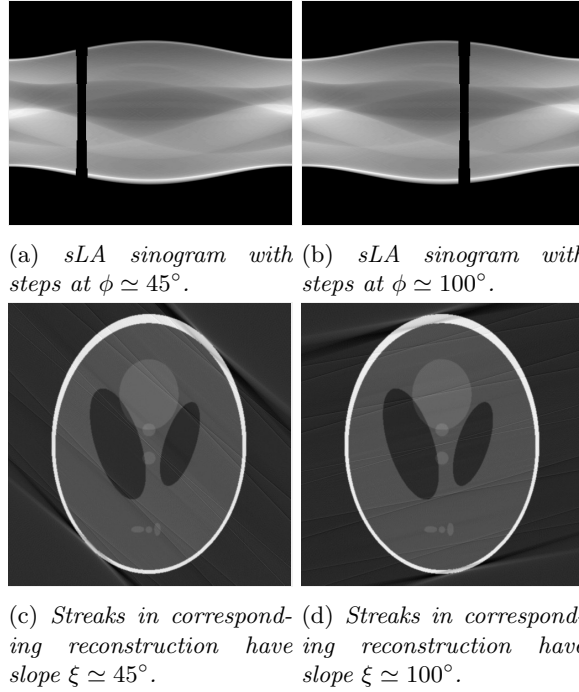 (a) sLA sinogram with
steps at ϕ ≃ 45°.
(b) sLA sinogram with
steps at ϕ ≃ 100°.
(c) Streaks in correspond-
ing reconstruction have
slope ξ ≃ 45°.
(d) Streaks in correspond-
ing reconstruction have
slope ξ ≃ 100°.